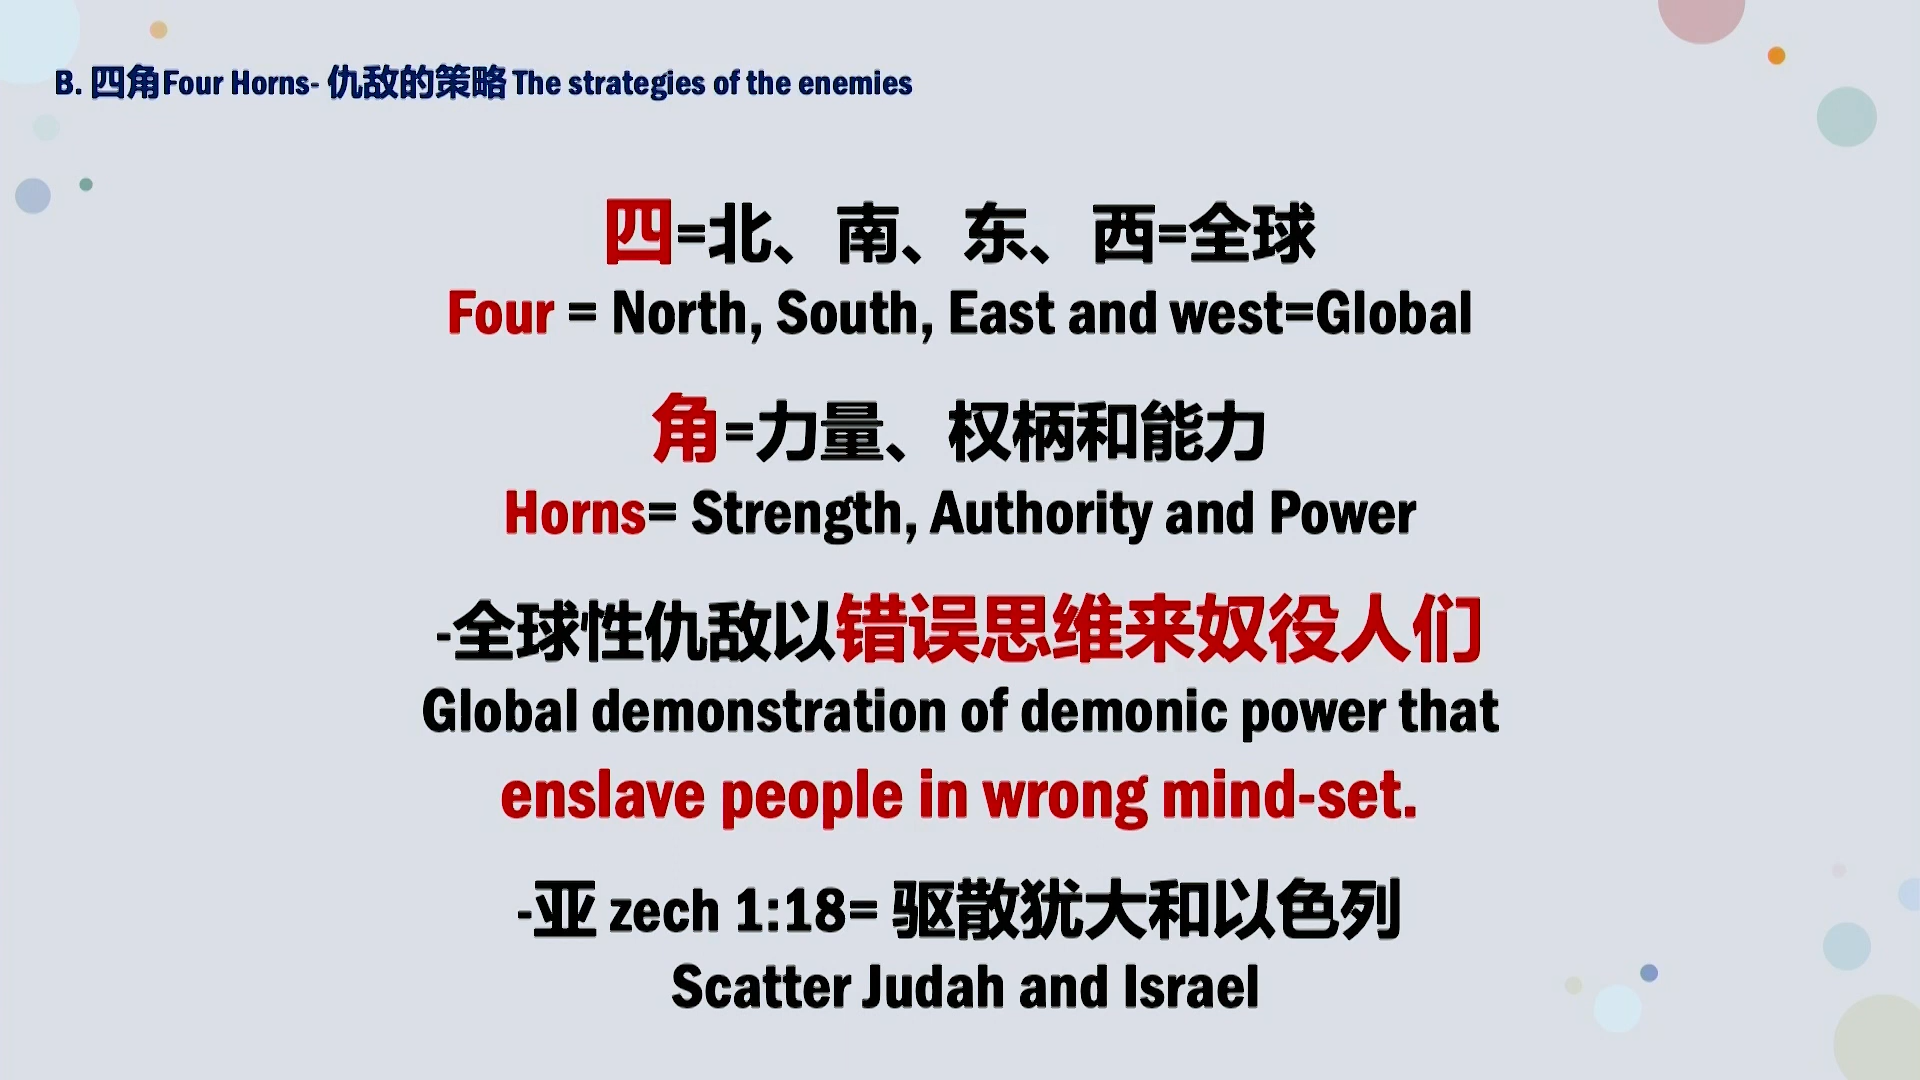 B. 四角Four Horns- 仇敌的策略 The strategies of the enemies
四=北、南、东、西=全球
Four = North, South, East and west=Global
角=力量、权柄和能力
Horns= Strength, Authority and Power
-全球性仇敌以错误思维来奴役人们
Global demonstration of demonic power that
enslave people in wrong mind-set.
-亚 zech 1:18= 驱散犹大和以色列
Scatter Judah and Israel